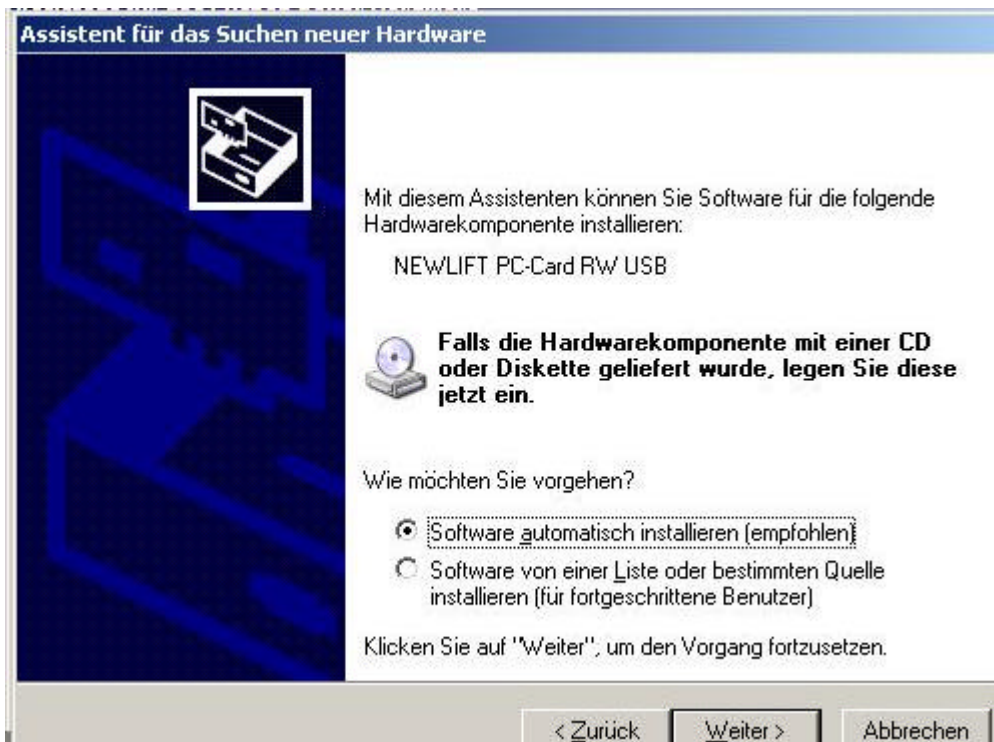 Assistent für das Suchen neuer Hardware
Mit diesem Assistenten können Sie Software für die folgende
Hardwarekomponente installieren:
NEWLIFT PC-Card RW USB
Falls die Hardwarekomponente mit einer CD
oder Diskette geliefert wurde, legen Sie diese
jetzt ein.
Wie möchten Sie vorgehen?
Software automatisch installieren (empfohlen)
Software von einer Liste oder bestimmten Quelle
installieren (für fortgeschrittene Benutzer)
Klicken Sie auf "Weiter", um den Vorgang fortzusetzen.
< Zurück Weiter > Abbrechen